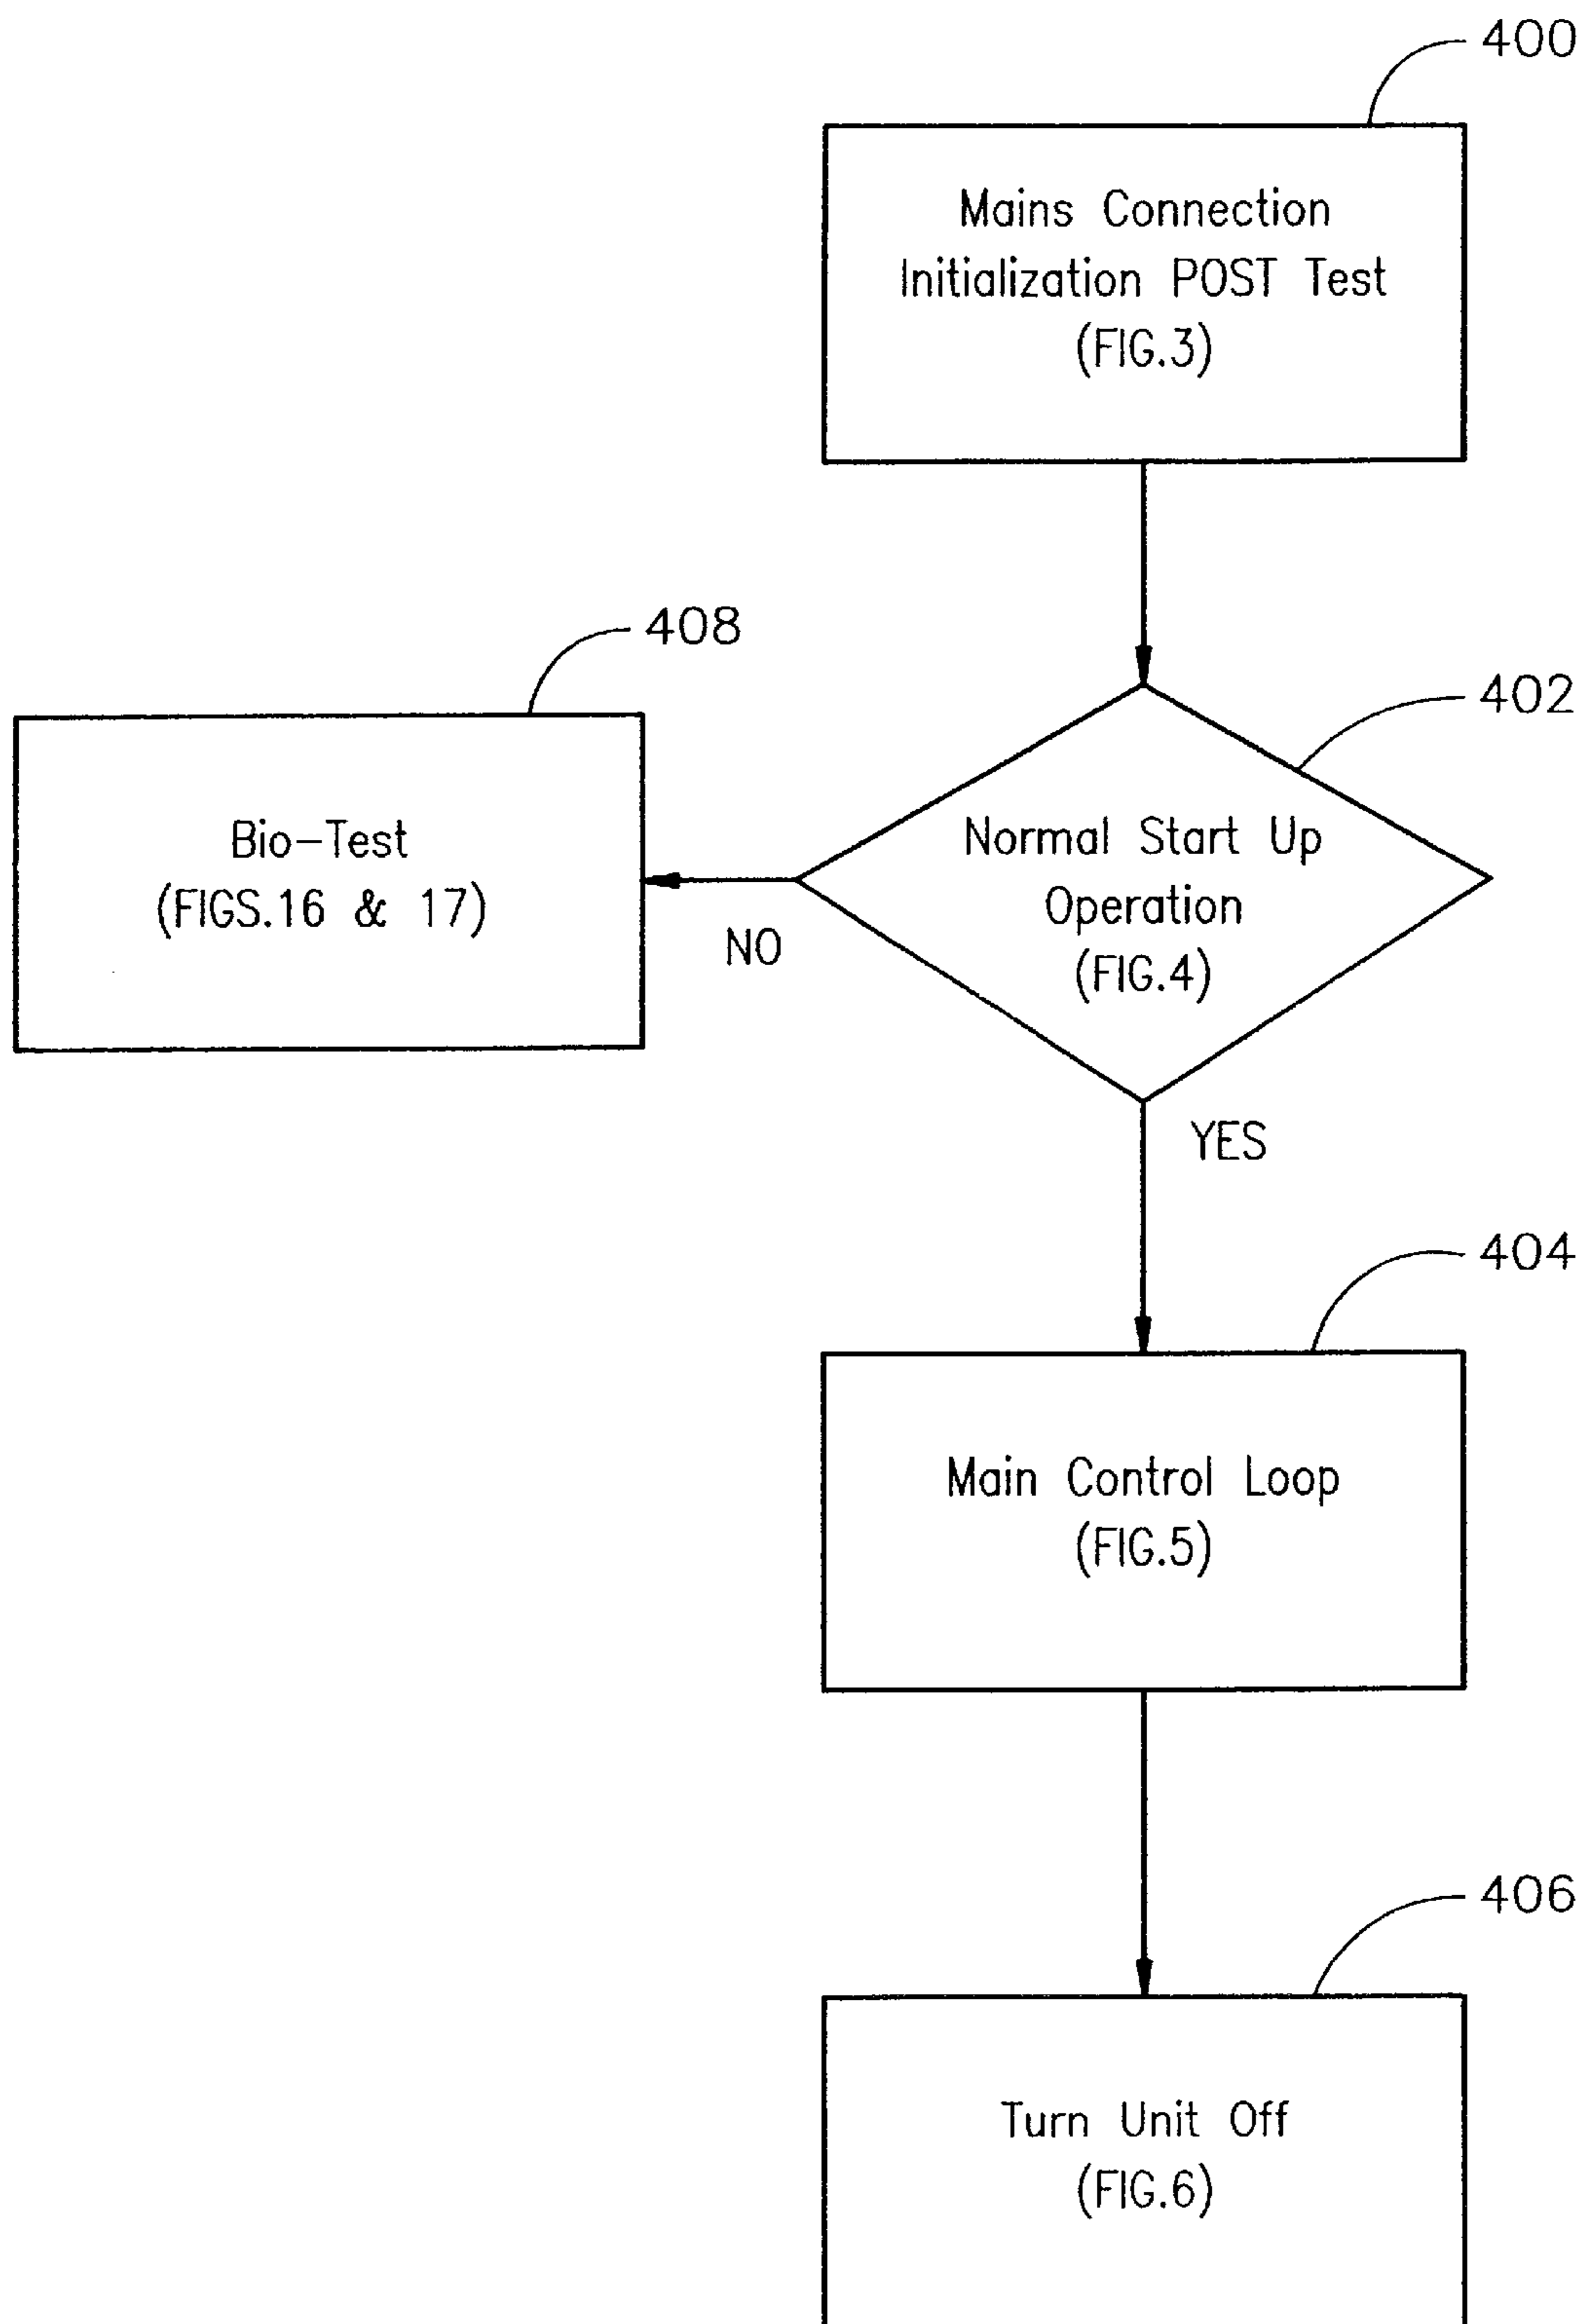 400
Mains Connection
Initialization POST Test
(FIG.3)
408
402
Bio-Test
(FIGS.16 & 17)
Normal Start Up
Operation
(FIG.4)
NO
YES
404
Main Control Loop
(FIG.5)
406
Turn Unit Off
(FIG.6)